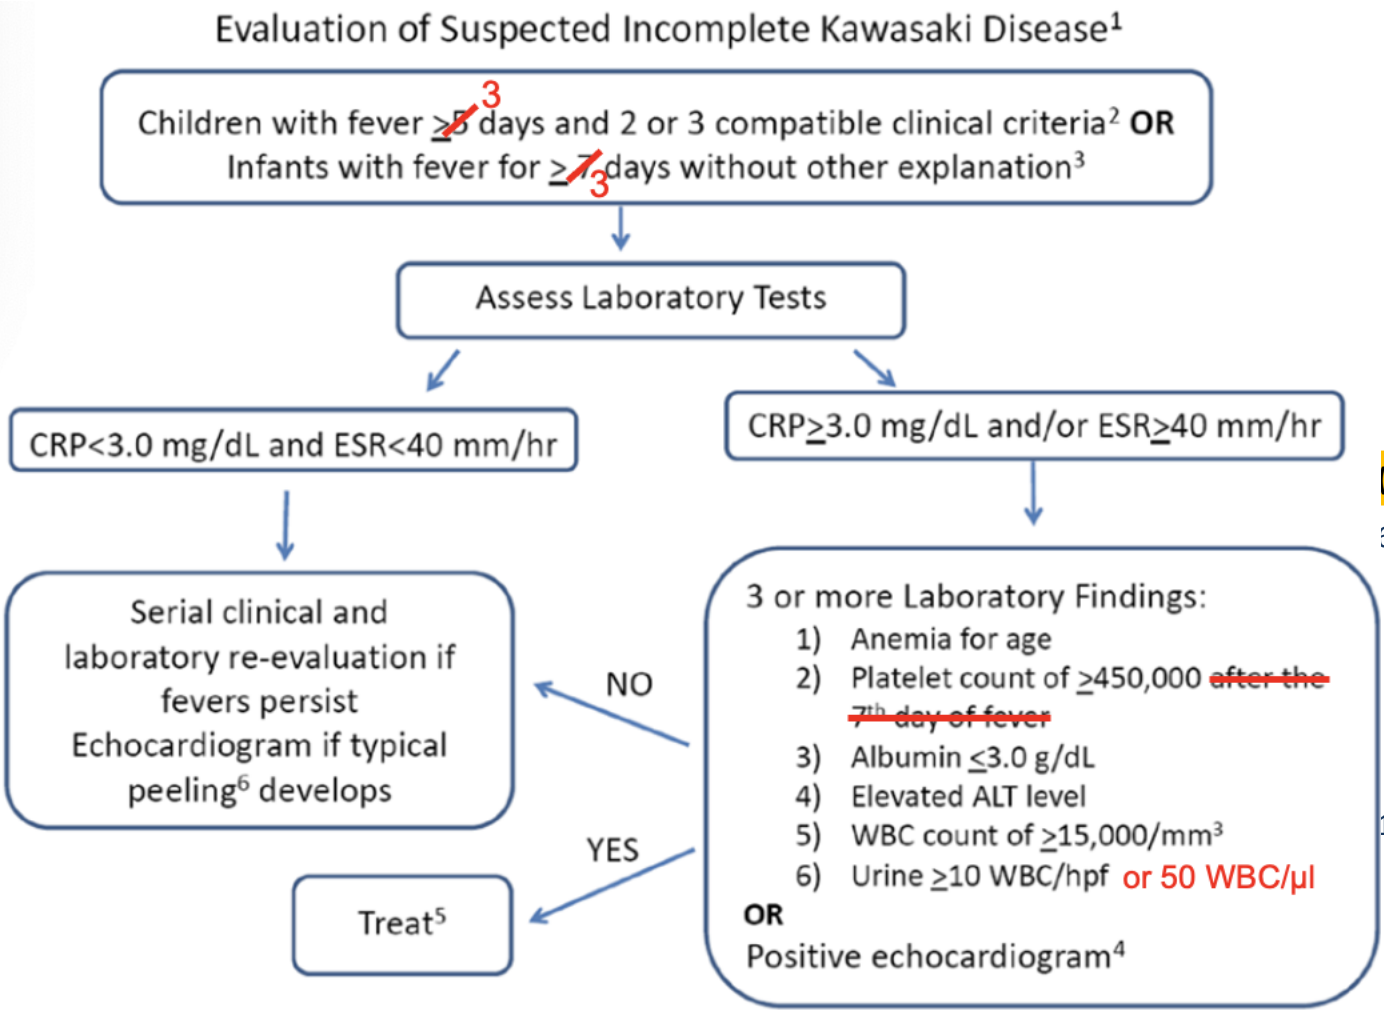 Evaluation of Suspected Incomplete Kawasaki Disease¹
3
Children with fever ≥5 days and 2 or 3 compatible clinical criteria² OR
Infants with fever for ≥7 days without other explanation³
3
Assess Laboratory Tests
CRP<3.0 mg/dL and ESR<40 mm/hr
CRP≥3.0 mg/dL and/or ESR≥40 mm/hr
Serial clinical and
laboratory re-evaluation if
fevers persist
Echocardiogram if typical
peeling⁶ develops
NO
YES
Treat⁵
3 or more Laboratory Findings:
1) Anemia for age
2) Platelet count of ≥450,000 after the
7th day of fever
3) Albumin ≤3.0 g/dL
4) Elevated ALT level
5) WBC count of ≥15,000/mm³
6) Urine ≥10 WBC/hpf or 50 WBC/µl
OR
Positive echocardiogram⁴